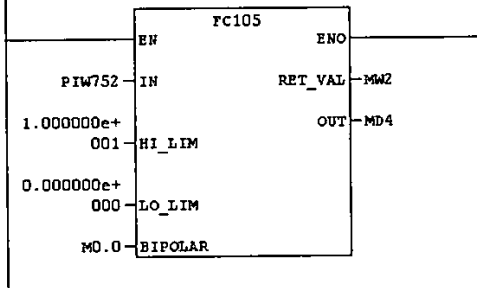 FC105
EN ENO
PIW752 IN RET_VAL MW2
1.000000e+ OUT MD4
001 HI_LIM
0.000000e+
000 LO_LIM
M0.0 BIPOLAR